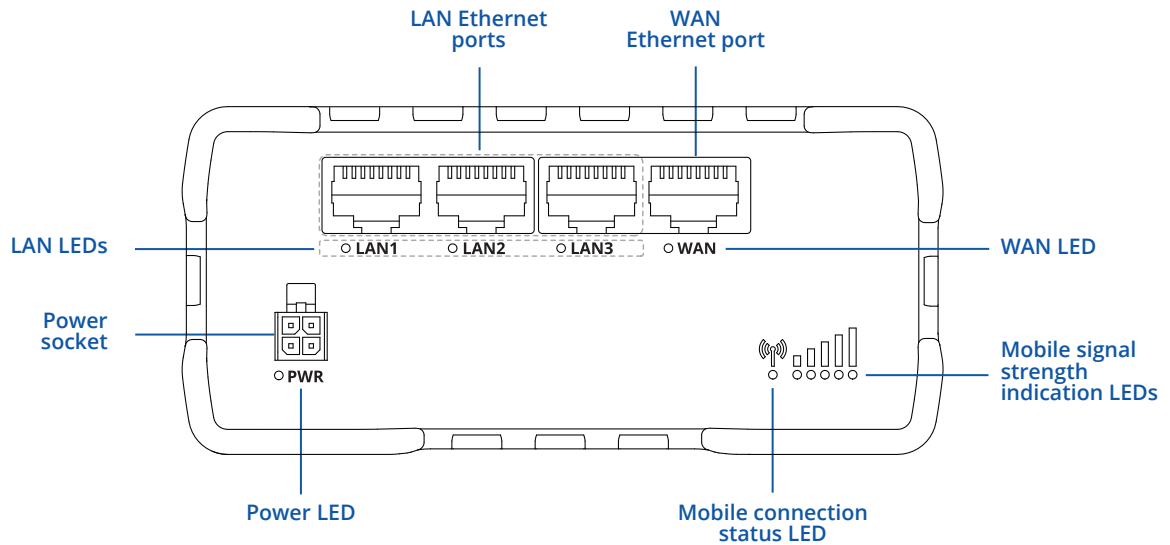 LAN Ethernet
ports
WAN
Ethernet port
LAN LEDs
LAN1
LAN2
LAN3
WAN
WAN LED
Power
socket
PWR
Mobile signal
strength
indication LEDs
Power LED
Mobile connection
status LED